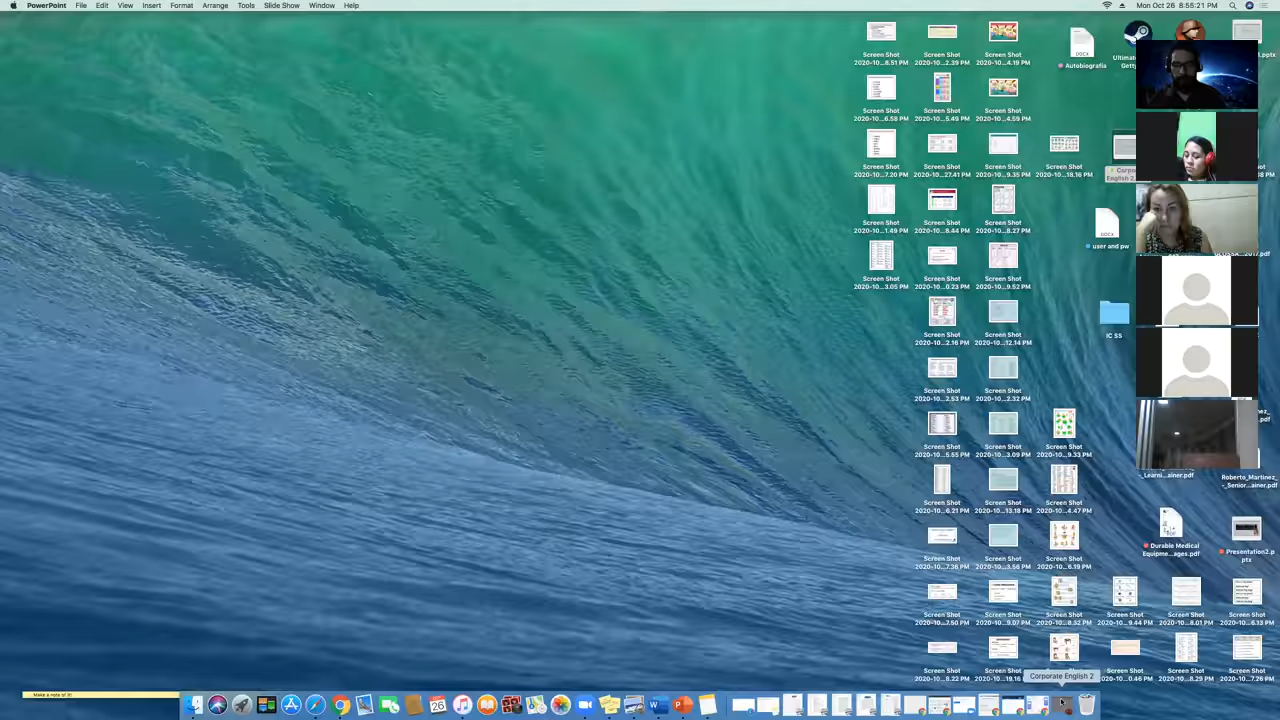 PowerPoint File Edit View Insert Format Arrange Tools Slide Show Window Help Mon Oct 26 8:55:21 PM
Screen Shot 2020-10...8.51 PM
Screen Shot 2020-10...2.39 PM
Screen Shot 2020-10...4.19 PM
DOCX
Autobiografia
Screen Shot 2020-10...6.58 PM
Screen Shot 2020-10...5.49 PM
Screen Shot 2020-10...4.59 PM
Screen Shot 2020-10...7.20 PM
Screen Shot 2020-10...27.41 PM
Screen Shot 2020-10...9.35 PM
Screen Shot 2020-10...18.16 PM
English 2
Screen Shot 2020-10...1.49 PM
Screen Shot 2020-10...8.44 PM
Screen Shot 2020-10...8.27 PM
DOCX
user and pw
Screen Shot 2020-10...3.05 PM
Screen Shot 2020-10...0.23 PM
Screen Shot 2020-10...9.52 PM
Screen Shot 2020-10...2.16 PM
Screen Shot 2020-10...12.14 PM
IC SS
Screen Shot 2020-10...2.53 PM
Screen Shot 2020-10...2.32 PM
Screen Shot 2020-10...5.55 PM
Screen Shot 2020-10...3.09 PM
Screen Shot 2020-10...9.33 PM
-_Learni...ainer.pdf
Roberto_Martinez_-_Senior...ainer.pdf
Screen Shot 2020-10...6.21 PM
Screen Shot 2020-10...13.18 PM
Screen Shot 2020-10...4.47 PM
Screen Shot 2020-10...7.36 PM
Screen Shot 2020-10...3.56 PM
Screen Shot 2020-10...6.19 PM
Durable Medical Equipme...ages.pdf
Presentation2.pptx
Screen Shot 2020-10...7.50 PM
Screen Shot 2020-10...9.07 PM
Screen Shot 2020-10...8.32 PM
Screen Shot 2020-10...9.44 PM
Screen Shot 2020-10...8.01 PM
Screen Shot 2020-10...6.13 PM
Screen Shot 2020-10...8.22 PM
Screen Shot 2020-10...19.16
Screen Shot 2020-10...0.46 PM
Screen Shot 2020-10...8.29 PM
Screen Shot 2020-10...7.26 PM
Corporate English 2
Make a note of it!
26